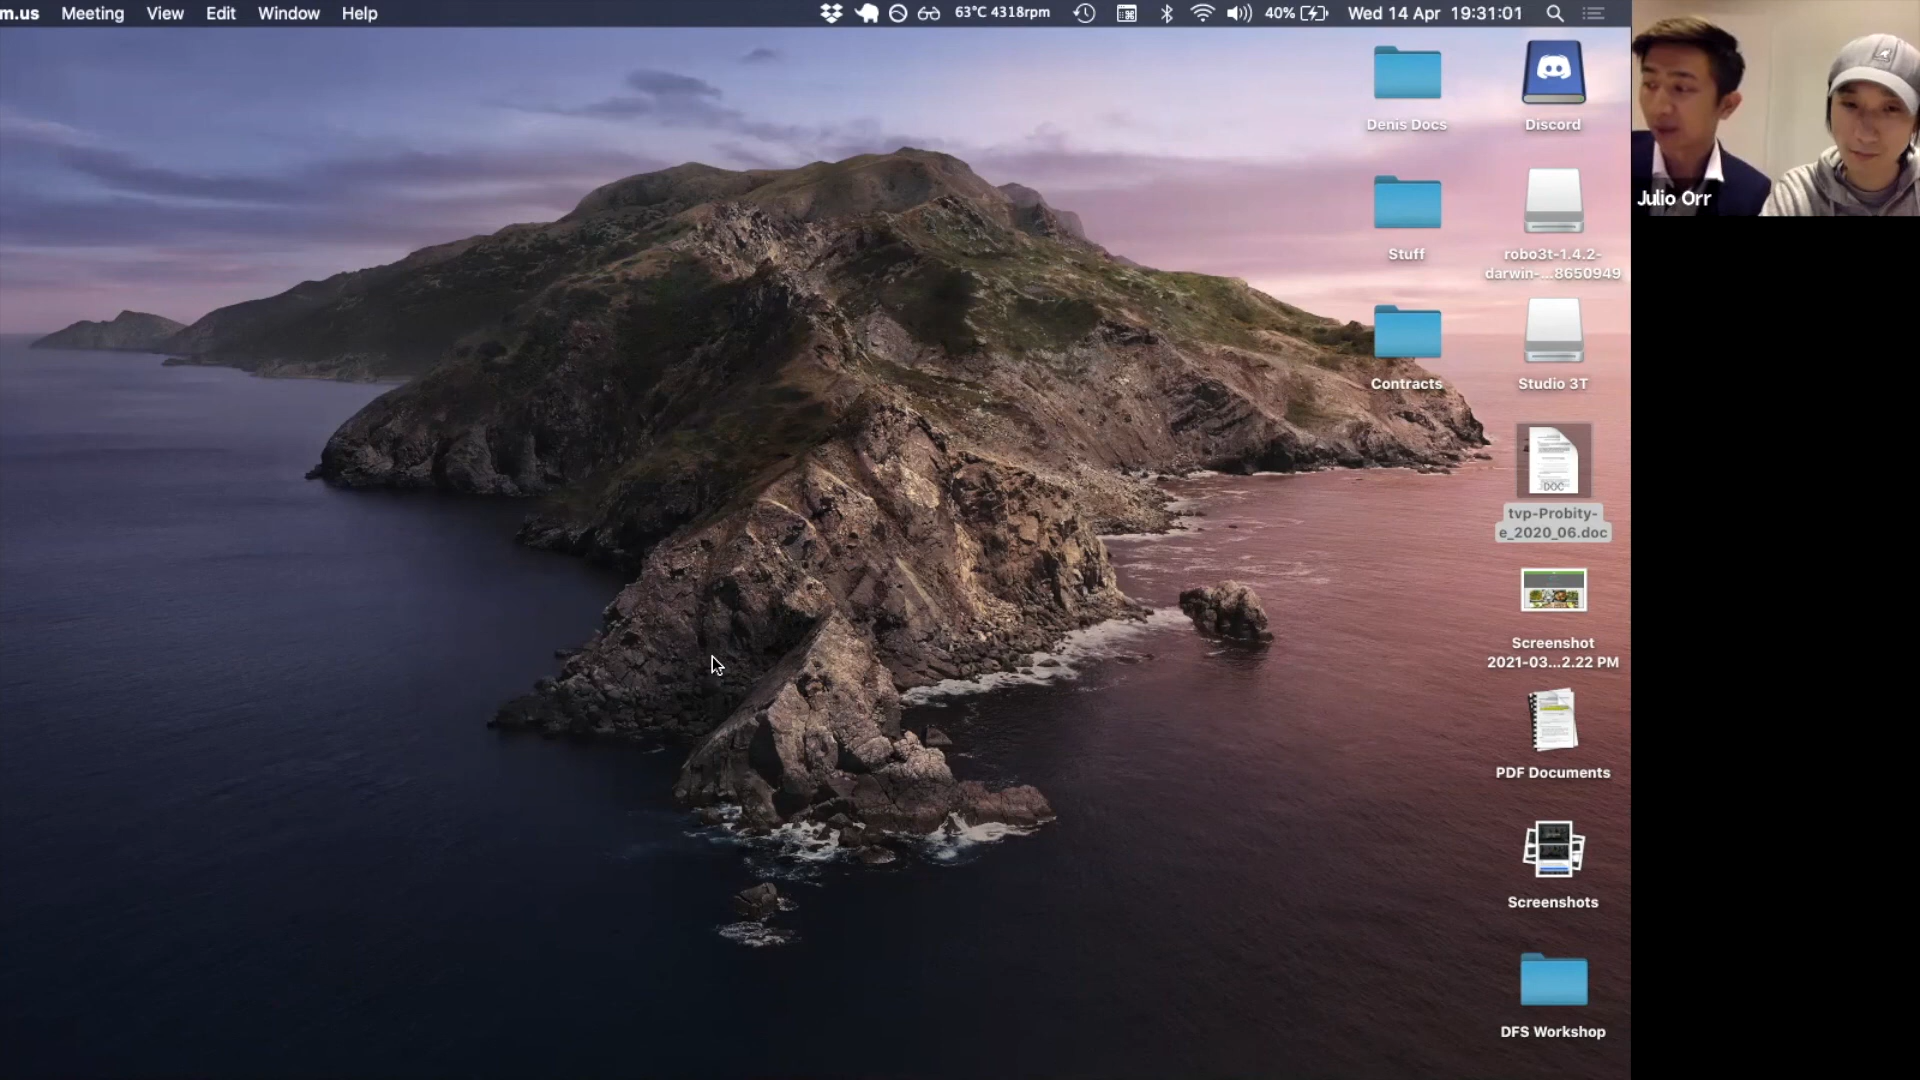 m.us Meeting View Edit Window Help 63°C 4318rpm 40% Wed 14 Apr 19:31:01
Denis Docs
Discord
Julio Orr
Stuff
robo3t-1.4.2-
darwin-...8650949
Contracts
Studio 3T
DOC
tvp-Probity-
e_2020_06.doc
Screenshot
2021-03...2.22 PM
PDF Documents
Screenshots
DFS Workshop